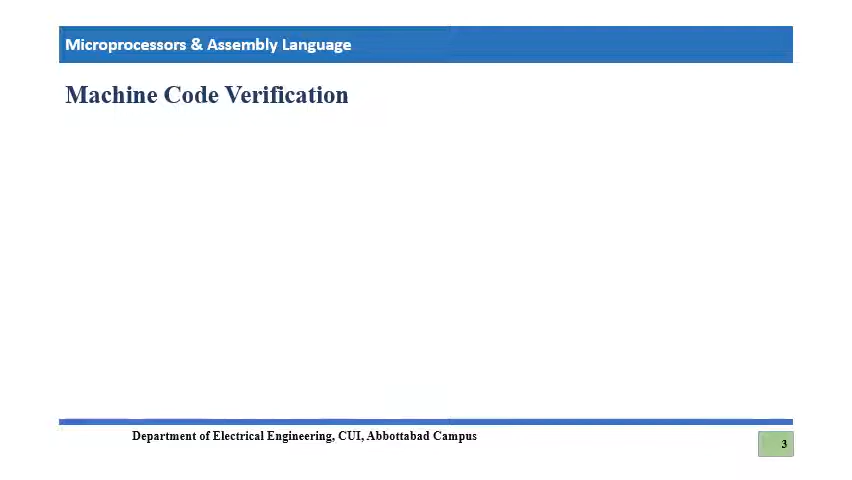 Microprocessors & Assembly Language
Machine Code Verification
Department of Electrical Engineering, CUI, Abbottabad Campus
3